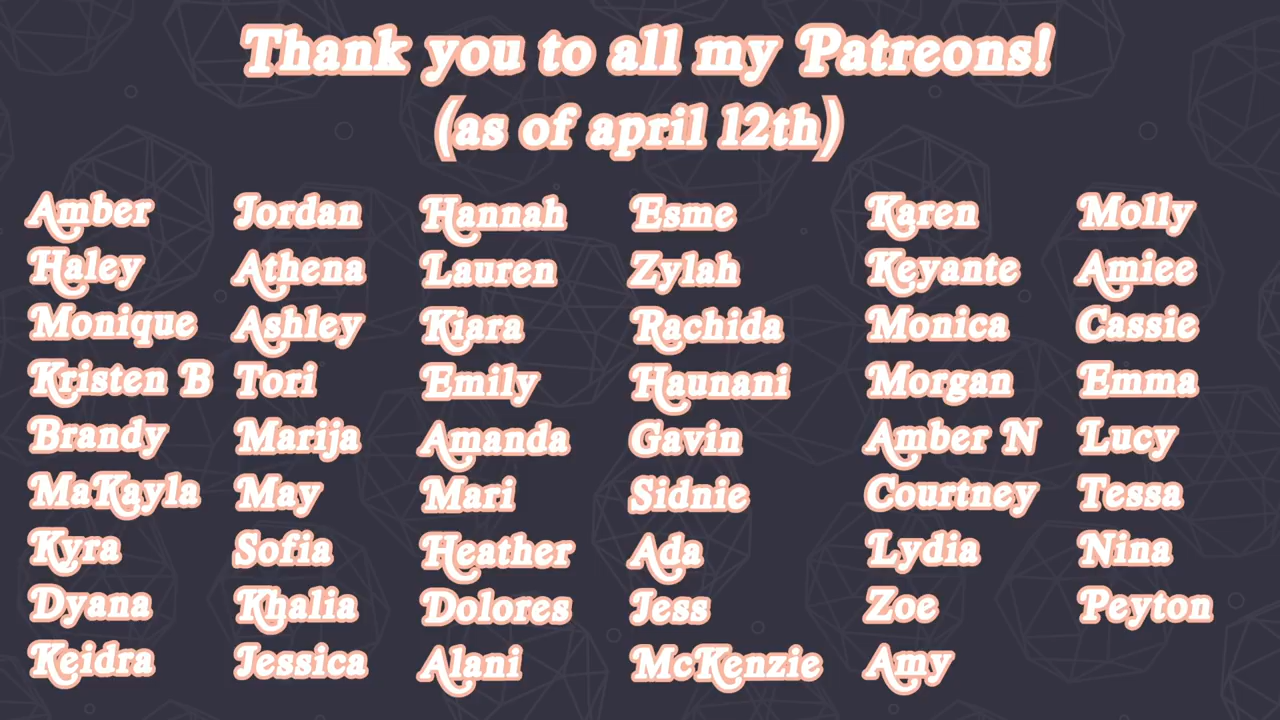 Thank you to all my Patreons!
(as of april 12th)
Amber Jordan Hannah Esme Karen Molly
Haley Athena Lauren Zylah Keyante Amiee
Monique Ashley Kiara Rachida Monica Cassie
Kristen B Tori Emily Haunani Morgan Emma
Brandy Marija Amanda Gavin Amber N Lucy
MaKayla May Mari Sidnie Courtney Tessa
Kyra Sofia Heather Ada Lydia Nina
Dyana Khalia Dolores Jess Zoe Peyton
Keidra Jessica Alani McKenzie Amy